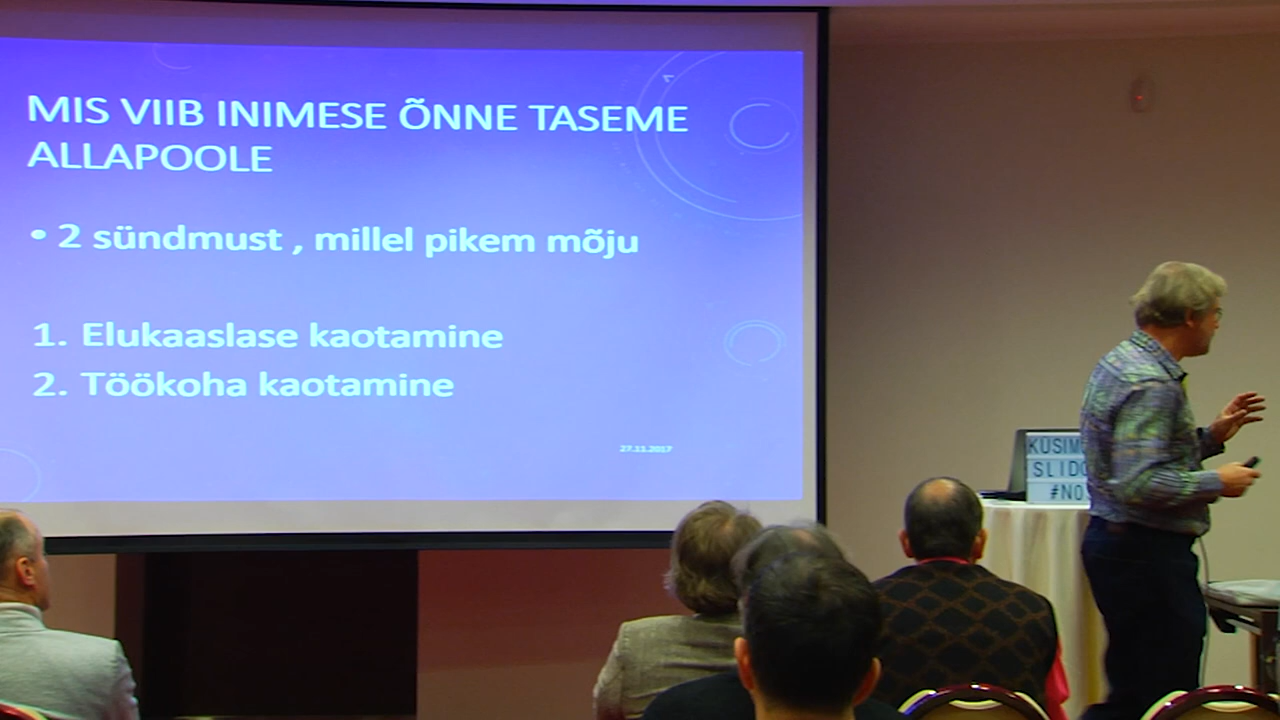 MIS VIIB INIMESE ÕNNE TASEME
ALLAPOOLE
• 2 sündmust , millel pikem mõju
1. Elukaaslase kaotamine
2. Töökoha kaotamine
27.11.2017
KÜSIM
SLIDO
#NO